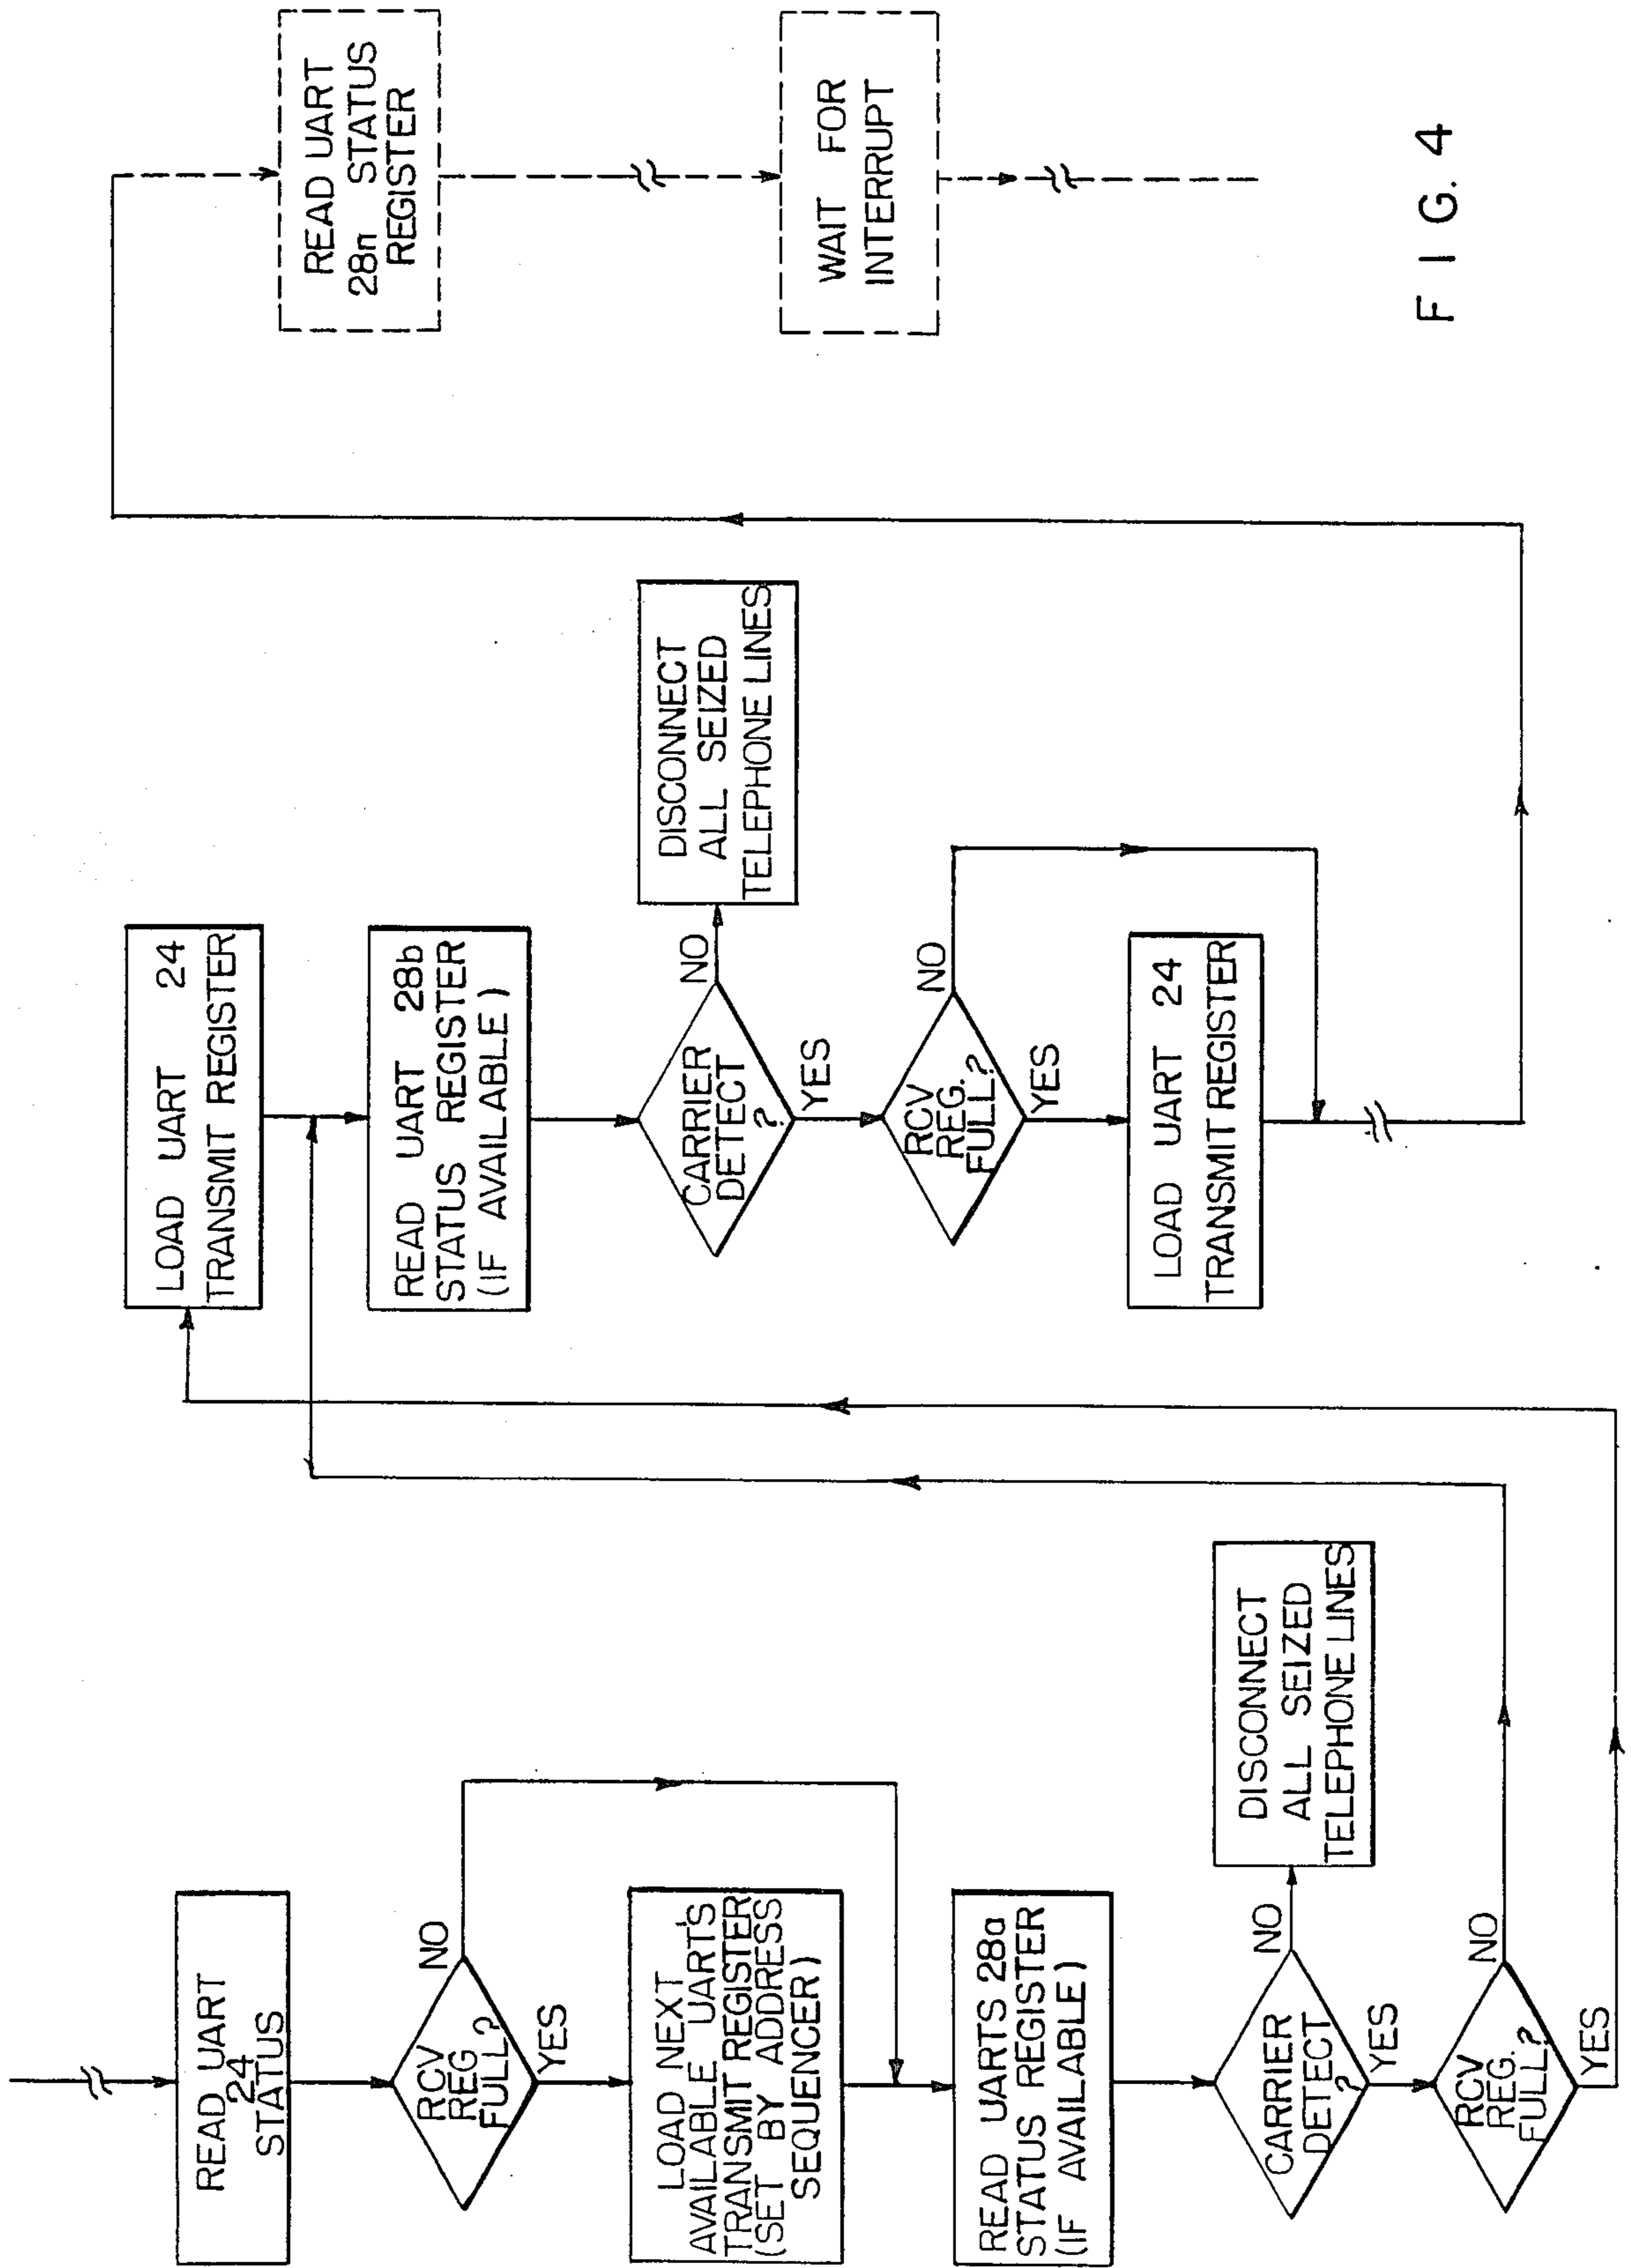 READ UART
24
STATUS
RCV
REG
FULL?
NO
YES
LOAD NEXT
AVAILABLE UART'S
TRANSMIT REGISTER
(SET BY ADDRESS
SEQUENCER)
READ UARTS 28a
STATUS REGISTER
(IF AVAILABLE)
CARRIER
DETECT
?
NO
DISCONNECT
ALL SEIZED
TELEPHONE LINES
YES
RCV
REG.
FULL?
NO
YES
LOAD UART 24
TRANSMIT REGISTER
READ UART 28b
STATUS REGISTER
(IF AVAILABLE)
CARRIER
DETECT
?
NO
DISCONNECT
ALL SEIZED
TELEPHONE LINES
YES
RCV
REG.
FULL?
NO
YES
LOAD UART 24
TRANSMIT REGISTER
READ UART
28n STATUS
REGISTER
WAIT FOR
INTERRUPT
FIG. 4